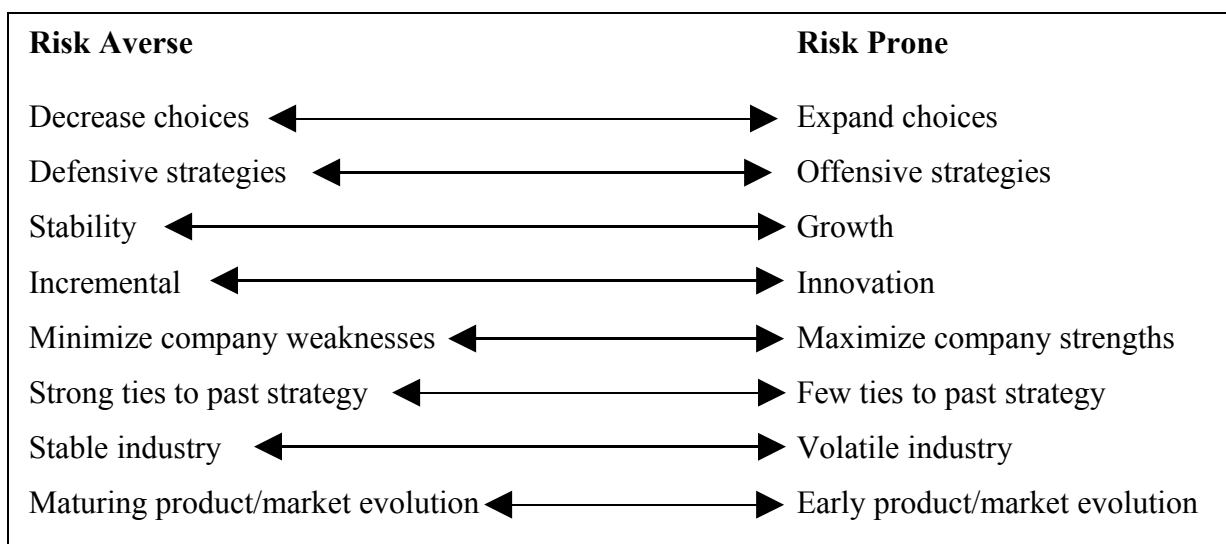 Risk Averse Risk Prone
Decrease choices Expand choices
Defensive strategies Offensive strategies
Stability Growth
Incremental Innovation
Minimize company weaknesses Maximize company strengths
Strong ties to past strategy Few ties to past strategy
Stable industry Volatile industry
Maturing product/market evolution Early product/market evolution